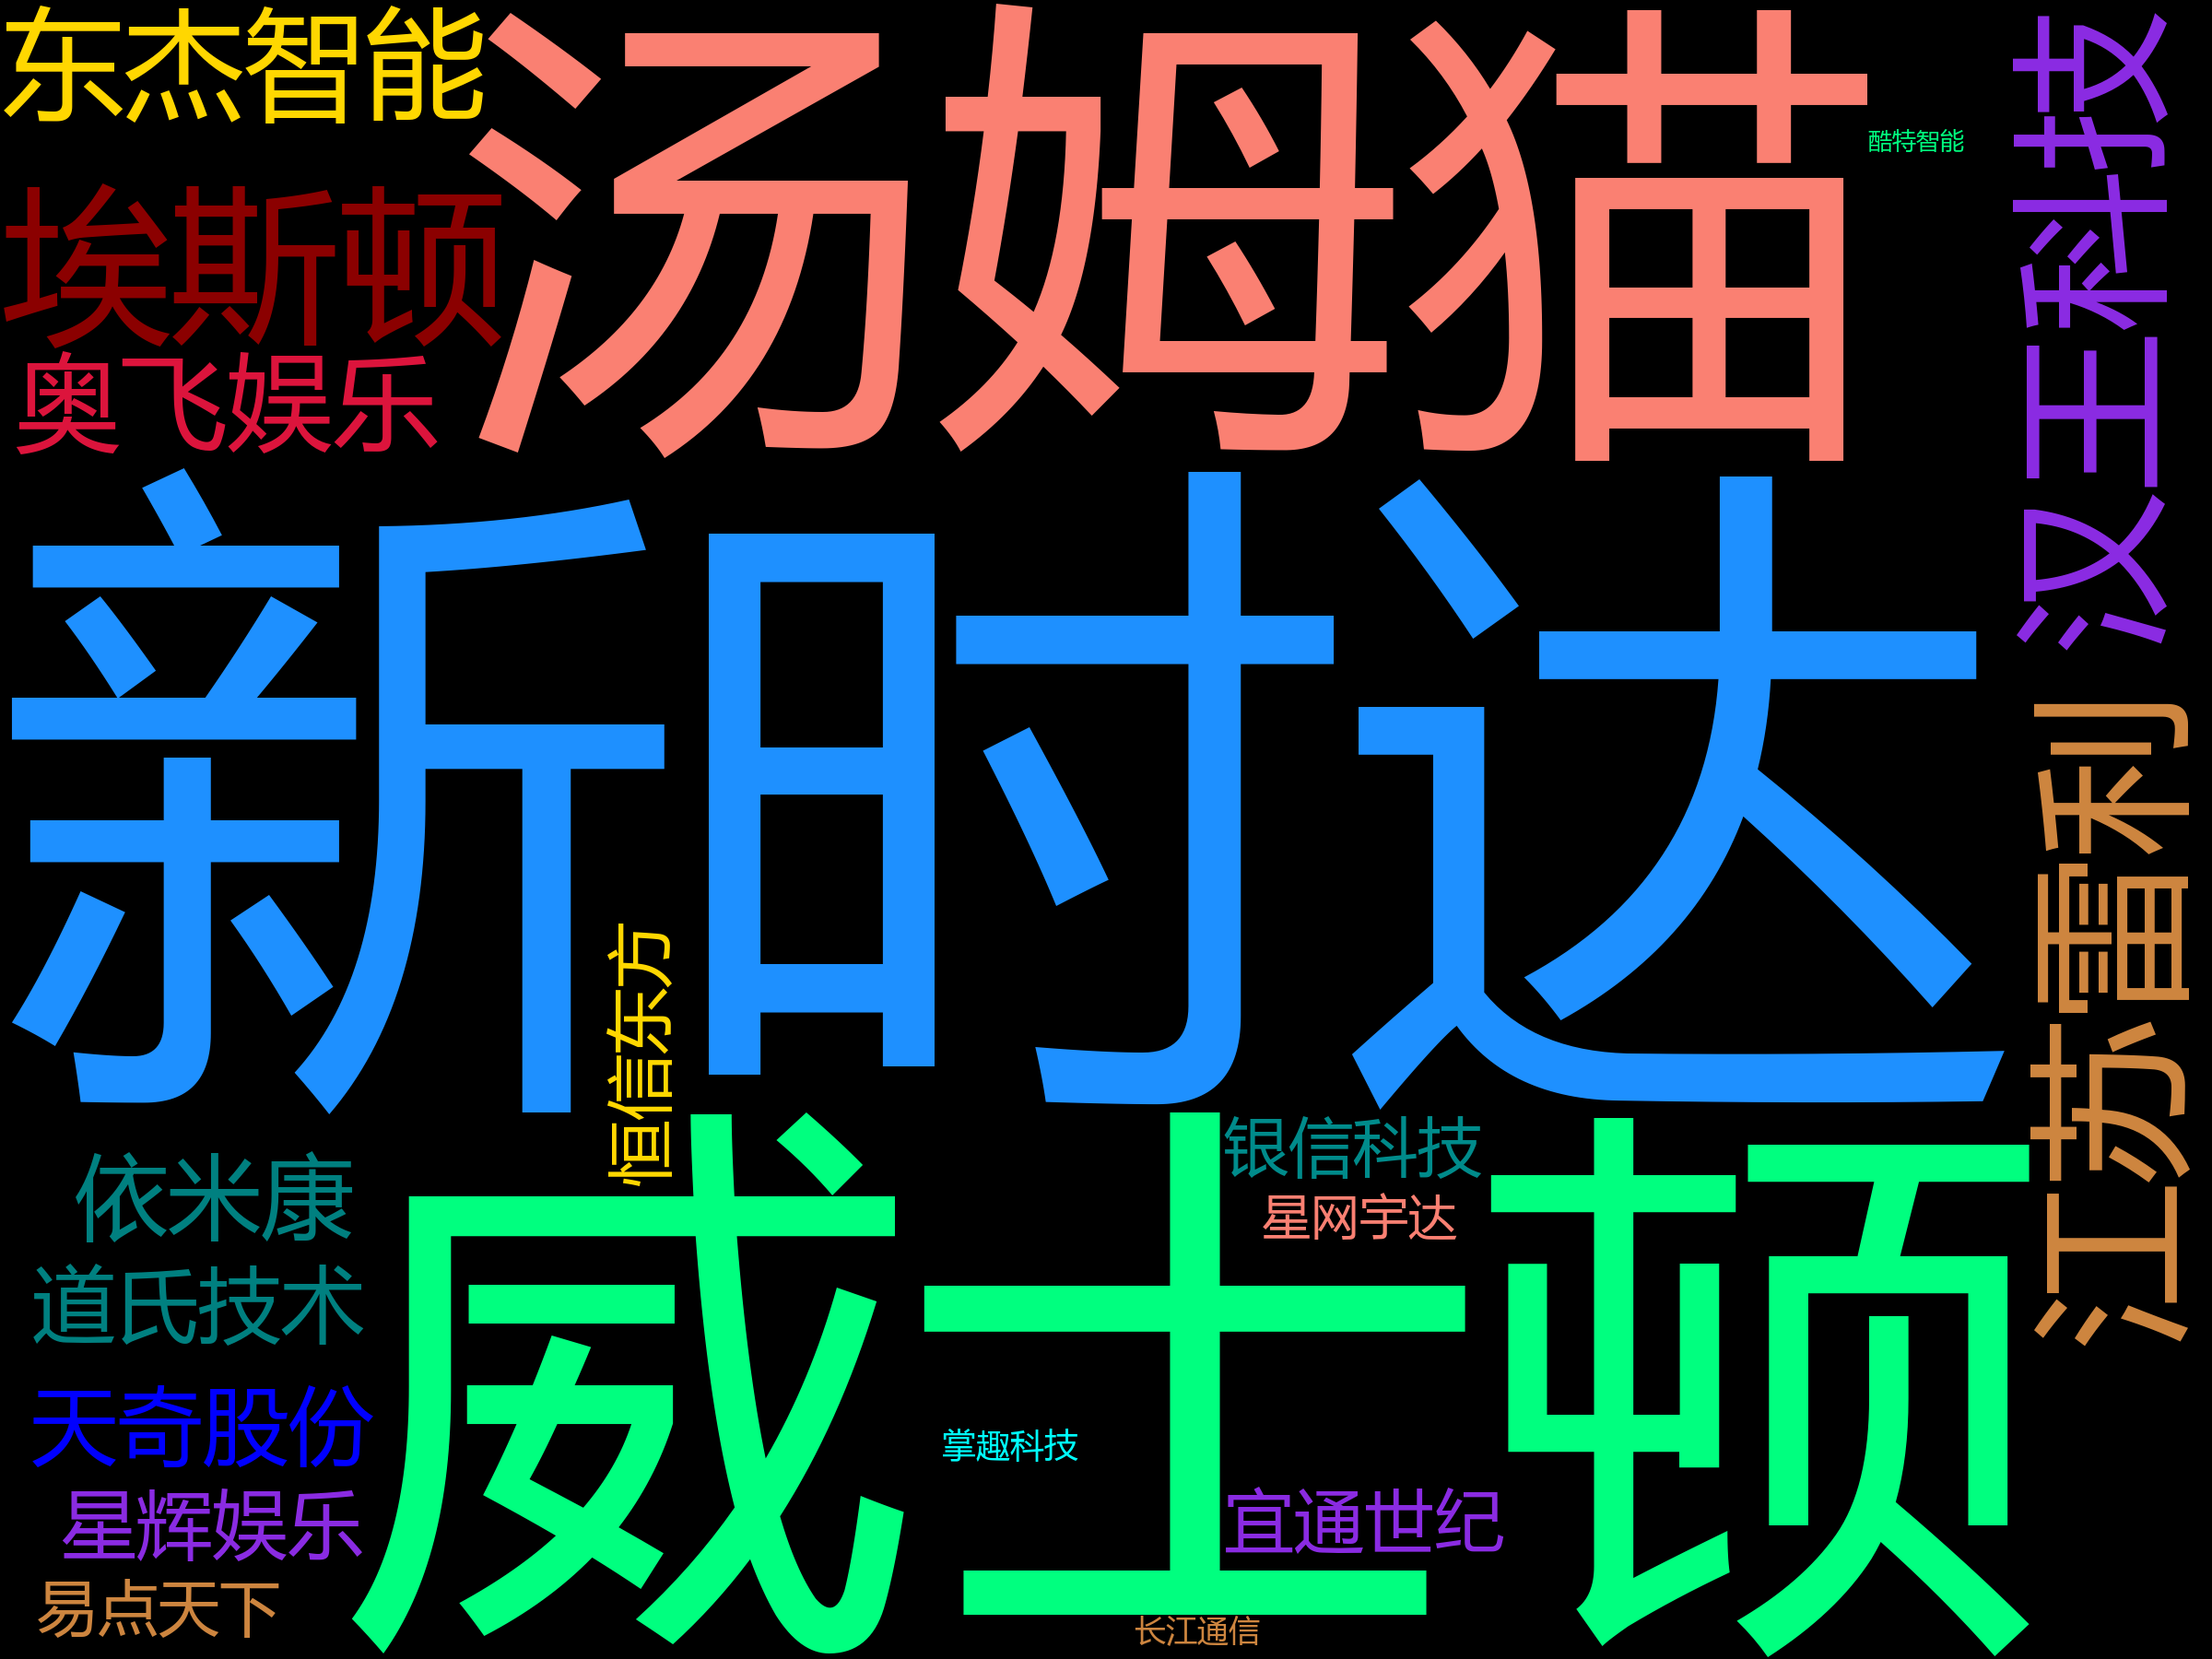 东杰智能
汤姆猫
酷特智能
汉王科技
埃斯顿
奥飞娱乐
新时达
江苏雷利
恒信东方
威士顿
银信科技
星网宇达
依米康
道氏技术
天奇股份
掌趣科技
星辉娱乐
宜通世纪
易点天下
长江通信